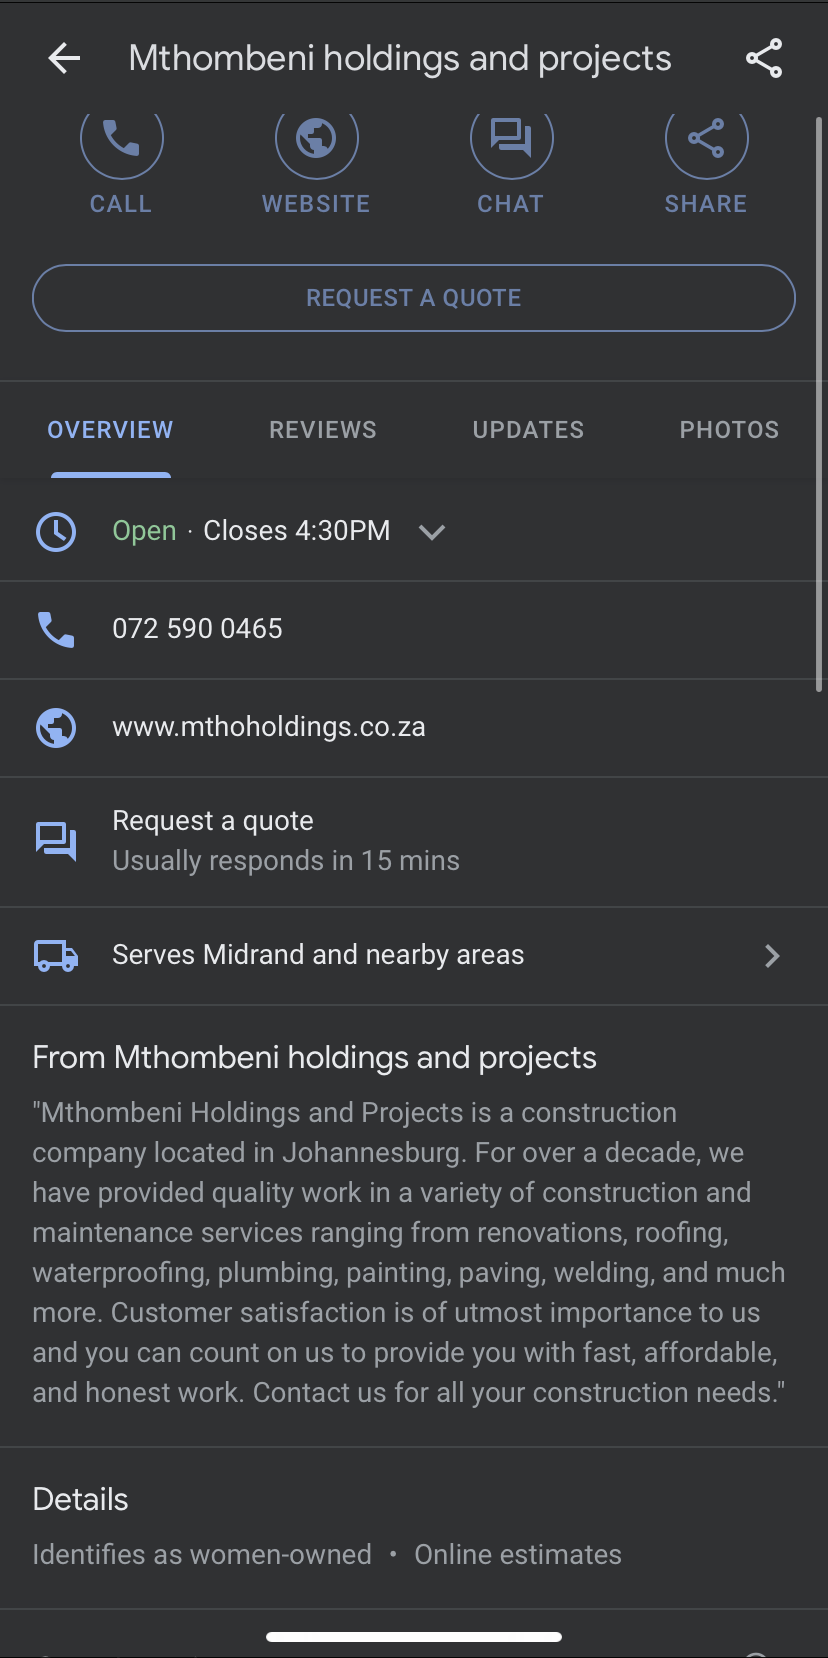 Mthombeni holdings and projects
CALL
WEBSITE
CHAT
SHARE
REQUEST A QUOTE
OVERVIEW
REVIEWS
UPDATES
PHOTOS
Open · Closes 4:30PM
072 590 0465
www.mthoholdings.co.za
Request a quote
Usually responds in 15 mins
Serves Midrand and nearby areas
From Mthombeni holdings and projects
"Mthombeni Holdings and Projects is a construction
company located in Johannesburg. For over a decade, we
have provided quality work in a variety of construction and
maintenance services ranging from renovations, roofing,
waterproofing, plumbing, painting, paving, welding, and much
more. Customer satisfaction is of utmost importance to us
and you can count on us to provide you with fast, affordable,
and honest work. Contact us for all your construction needs."
Details
Identifies as women-owned • Online estimates